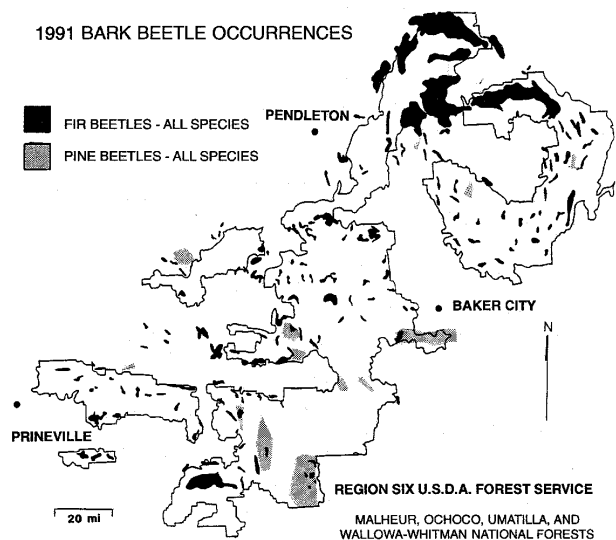 1991 BARK BEETLE OCCURRENCES
FIR BEETLES - ALL SPECIES
PINE BEETLES - ALL SPECIES
PENDLETON
BAKER CITY
N
PRINEVILLE
20 mi
REGION SIX U.S.D.A. FOREST SERVICE
MALHEUR, OCHOCO, UMATILLA, AND
WALLOWA-WHITMAN NATIONAL FORESTS